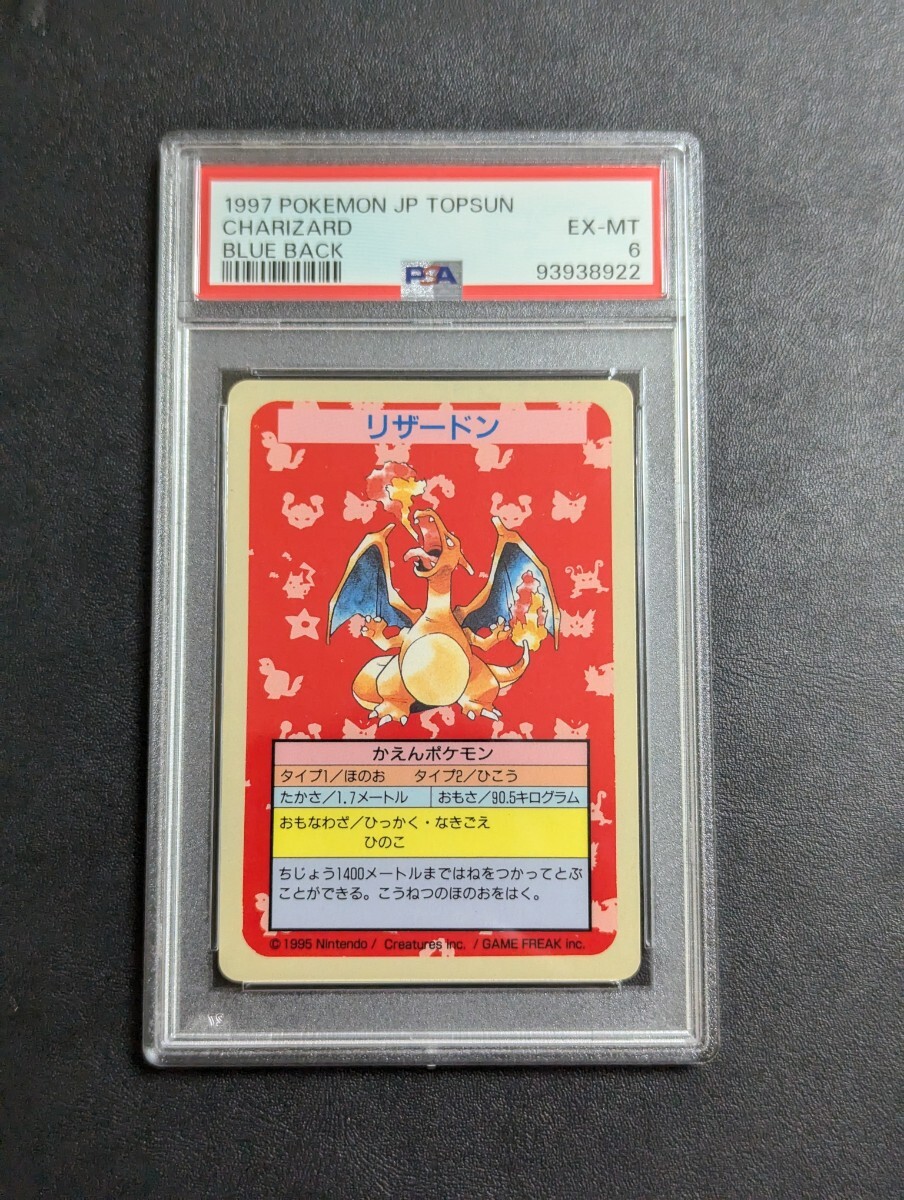 1997 POKEMON JP TOPSUN
CHARIZARD
EX-MT
BLUE BACK
6
PSA
93938922
リザードン
かえんポケモン
タイプ1/ほのお タイプ2/ひこう
たかさ/1.7メートル おもさ/90.5キログラム
おもなわざ/ひっかく・なきごえ
ひのこ
ちじょう1400メートルまではねをつかってとぶ
ことができる。こうねつのほのおをはく。
© 1995 Nintendo / Creatures inc. / GAME FREAK inc.